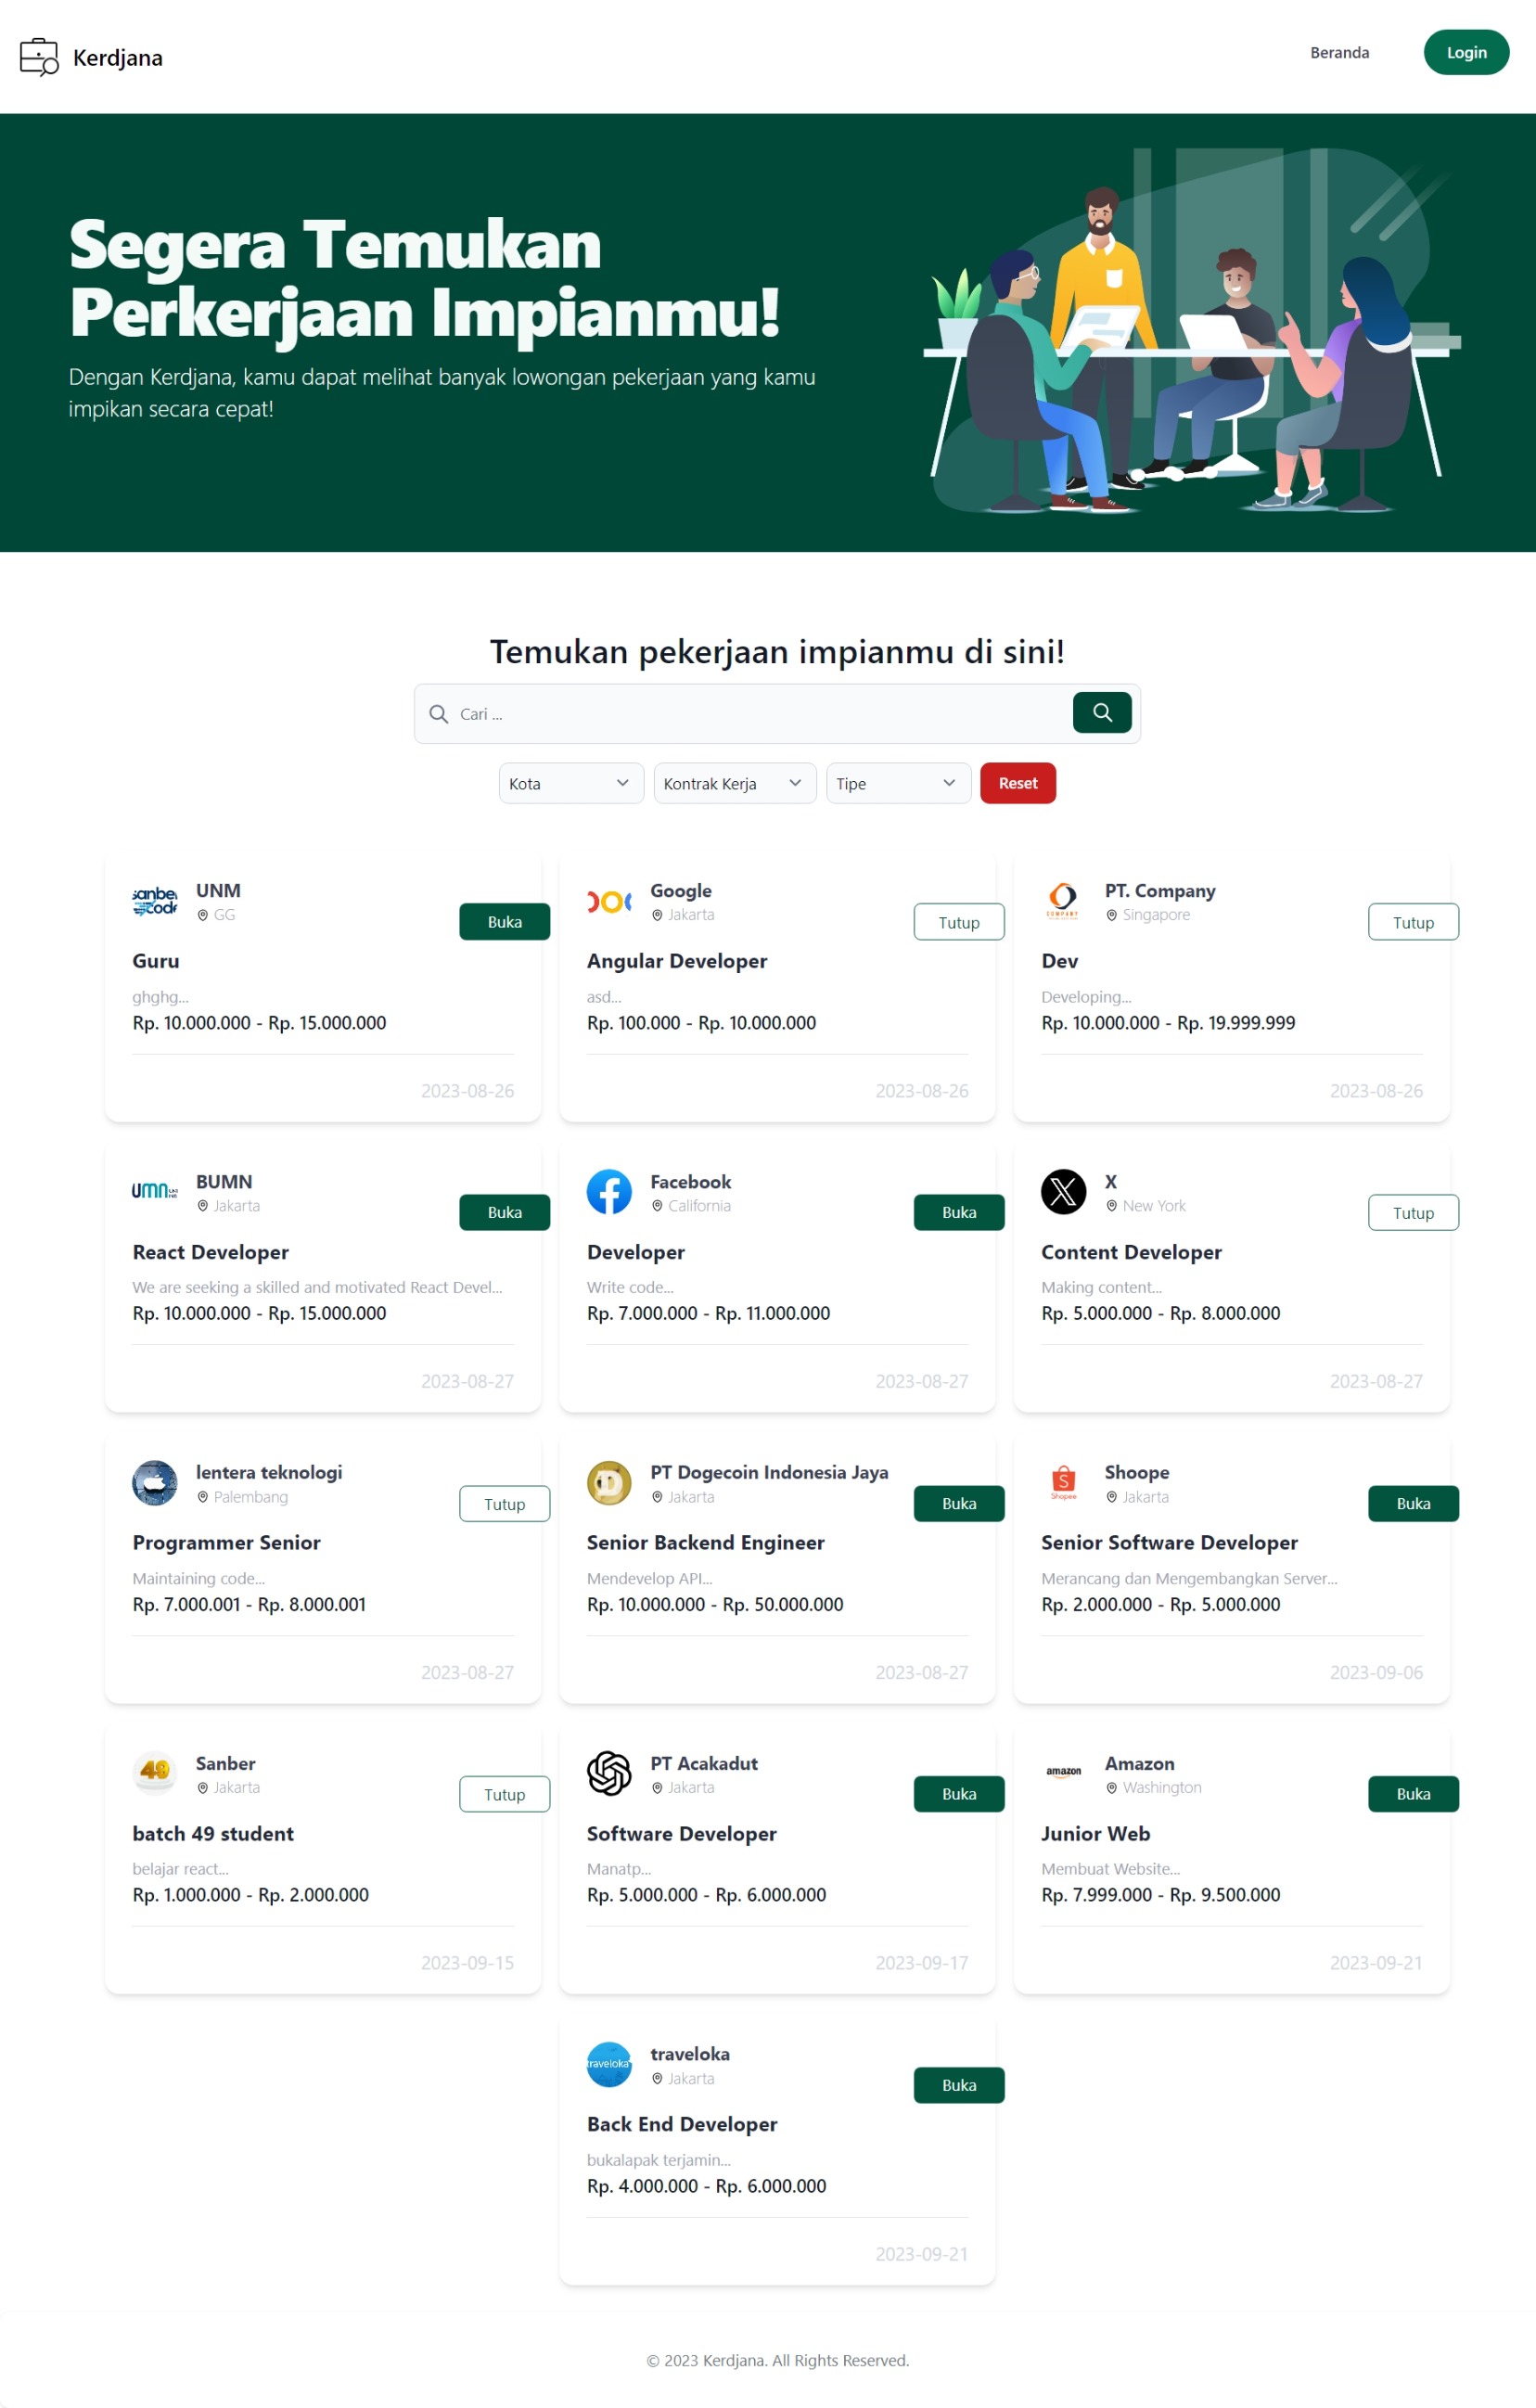 Kerdjana
Beranda
Login
Segera Temukan
Perkerjaan Impianmu!
Dengan Kerdjana, kamu dapat melihat banyak lowongan pekerjaan yang kamu
impikan secara cepat!
Temukan pekerjaan impianmu di sini!
Cari ...
Kota
Kontrak Kerja
Tipe
Reset
UNM
GG
Buka
Guru
ghghg...
Rp. 10.000.000 - Rp. 15.000.000
2023-08-26
Google
Jakarta
Tutup
Angular Developer
asd...
Rp. 100.000 - Rp. 10.000.000
2023-08-26
COMPANY
PT. Company
Singapore
Tutup
Dev
Developing...
Rp. 10.000.000 - Rp. 19.999.999
2023-08-26
UMN
BUMN
Jakarta
Buka
React Developer
We are seeking a skilled and motivated React Devel...
Rp. 10.000.000 - Rp. 15.000.000
2023-08-27
Facebook
California
Buka
Developer
Write code...
Rp. 7.000.000 - Rp. 11.000.000
2023-08-27
X
New York
Tutup
Content Developer
Making content...
Rp. 5.000.000 - Rp. 8.000.000
2023-08-27
lentera teknologi
Palembang
Tutup
Programmer Senior
Maintaining code...
Rp. 7.000.001 - Rp. 8.000.001
2023-08-27
PT Dogecoin Indonesia Jaya
Jakarta
Buka
Senior Backend Engineer
Mendevelop API...
Rp. 10.000.000 - Rp. 50.000.000
2023-08-27
Shopee
Shoope
Jakarta
Buka
Senior Software Developer
Merancang dan Mengembangkan Server...
Rp. 2.000.000 - Rp. 5.000.000
2023-09-06
49
Sanber
Jakarta
Tutup
batch 49 student
belajar react...
Rp. 1.000.000 - Rp. 2.000.000
2023-09-15
PT Acakadut
Jakarta
Buka
Software Developer
Manatp...
Rp. 5.000.000 - Rp. 6.000.000
2023-09-17
amazon
Amazon
Washington
Buka
Junior Web
Membuat Website...
Rp. 7.999.000 - Rp. 9.500.000
2023-09-21
traveloka
traveloka
Jakarta
Buka
Back End Developer
bukalapak terjamin...
Rp. 4.000.000 - Rp. 6.000.000
2023-09-21
© 2023 Kerdjana. All Rights Reserved.